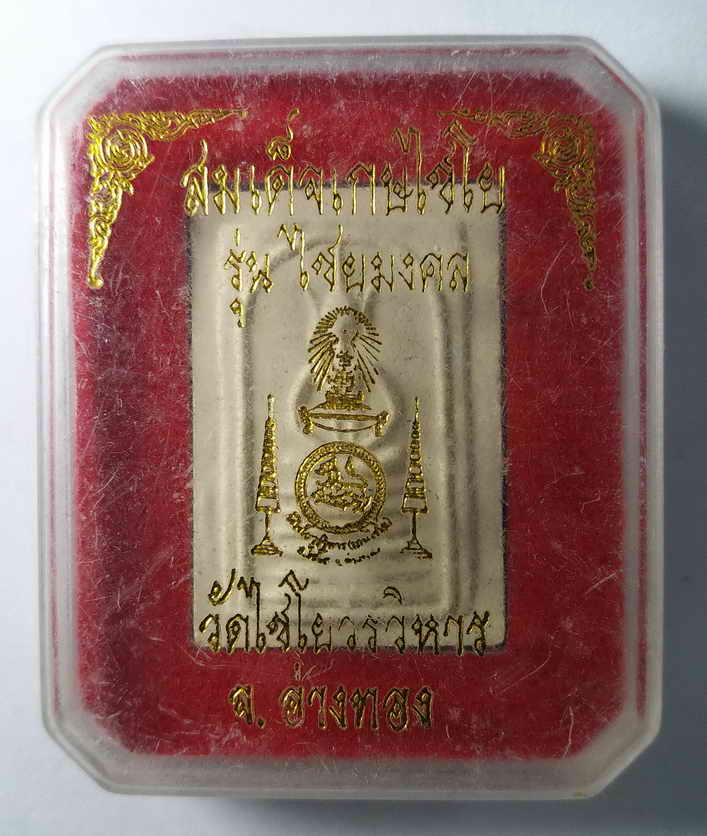 สมเด็จเกษไชโย
รุ่น ไชยมงคล
วัดไชโยวรวิหาร
จ. อ่างทอง